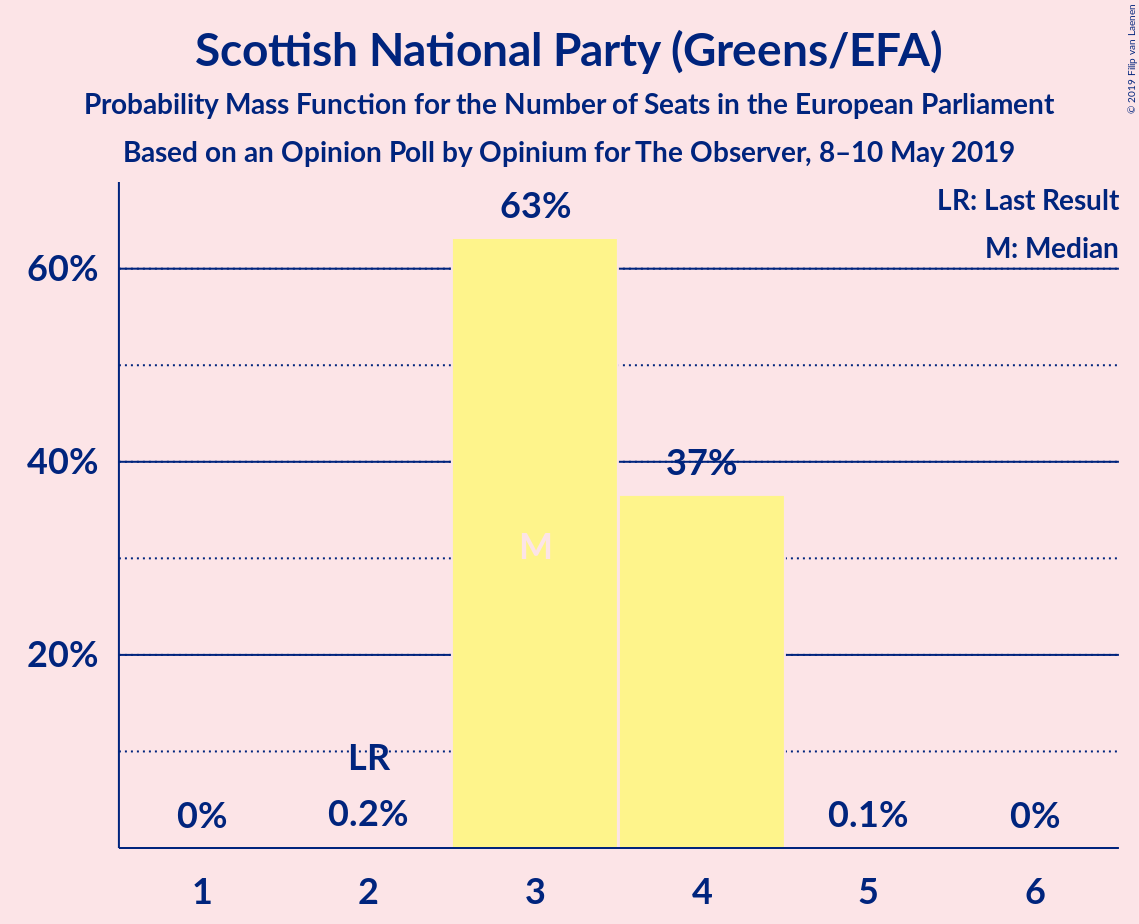 Scottish National Party (Greens/EFA)
Probability Mass Function for the Number of Seats in the European Parliament
Based on an Opinion Poll by Opinium for The Observer, 8–10 May 2019
© 2019 Filip van Laenen
LR: Last Result
M: Median
63%
60%
40%
37%
M
20%
LR
0%
0.2%
0.1%
0%
1
2
3
4
5
6